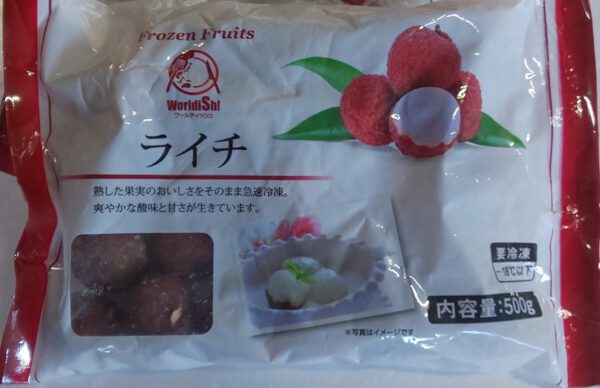 Frozen Fruits
WorldiSh!
ワールディッシュ
ライチ
熟した果実のおいしさをそのまま急速冷凍。
爽やかな酸味と甘さが生きています。
要冷凍
-18℃以下
内容量:500g
※写真はイメージです